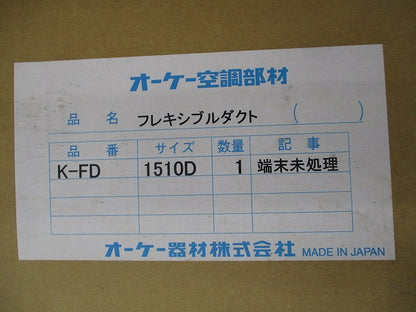 オーケー空調部材
品名 フレキシブルダクト ( )
品番 サイズ 数量 記事
K-FD 1510D 1 端末未処理
オーケー器材株式会社 MADE IN JAPAN